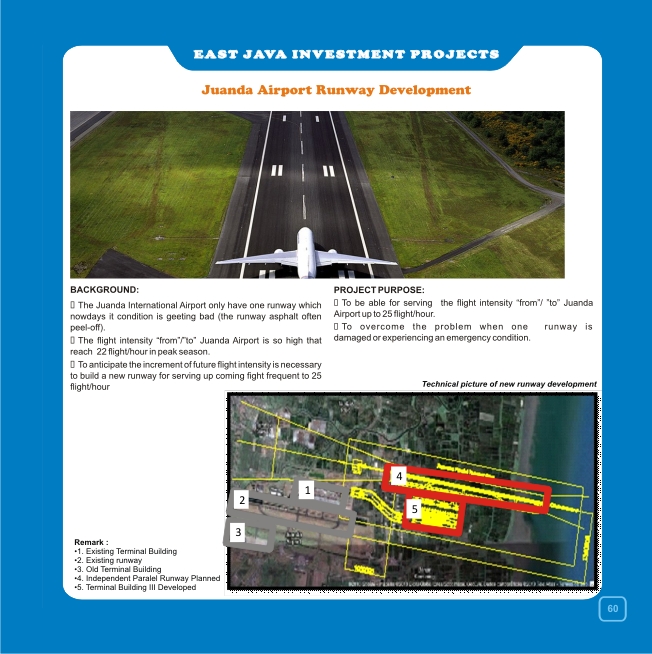 EAST JAVA INVESTMENT PROJECTS
Juanda Airport Runway Development
BACKGROUND:
▯ The Juanda International Airport only have one runway which
nowdays it condition is geeting bad (the runway asphalt often
peel-off).
▯ The flight intensity “from”/”to” Juanda Airport is so high that
reach 22 flight/hour in peak season.
▯ To anticipate the increment of future flight intensity is necessary
to build a new runway for serving up coming fight frequent to 25
flight/hour
PROJECT PURPOSE:
▯ To be able for serving the flight intensity “from”/ ”to” Juanda
Airport up to 25 flight/hour.
▯ To overcome the problem when one runway is
damaged or experiencing an emergency condition.
Technical picture of new runway development
4
1
2
5
3
Remark :
•1. Existing Terminal Building
•2. Existing runway
•3. Old Terminal Building
•4. Independent Paralel Runway Planned
•5. Terminal Building III Developed
60